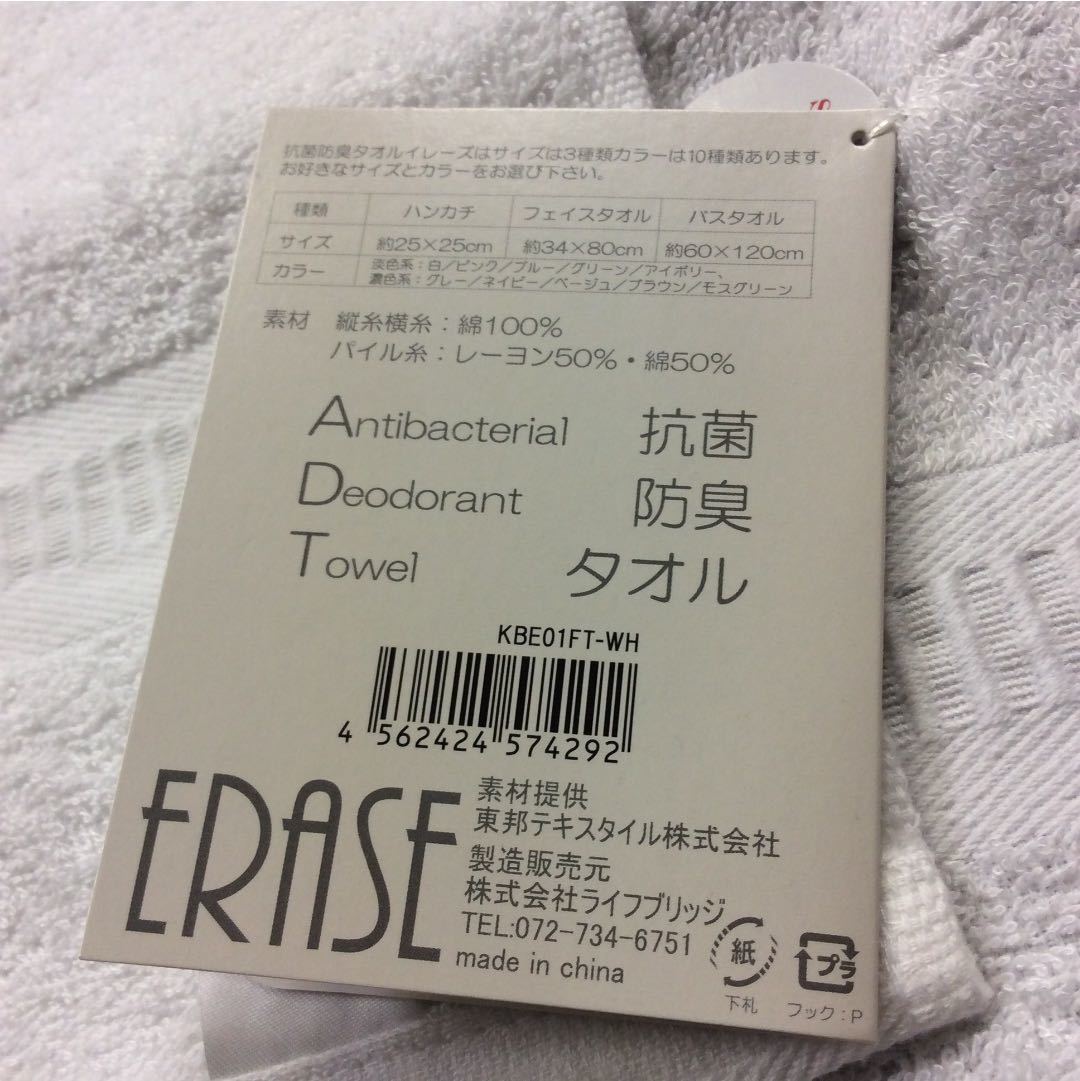 抗菌防臭タオルイレーズはサイズは3種類カラーは10種類あります。
お好きなサイズとカラーをお選び下さい。
種類 ハンカチ フェイスタオル バスタオル
サイズ 約25×25cm 約34×80cm 約60×120cm
カラー 淡色系：白／ピンク／ブルー／グリーン／アイボリー、
濃色系：グレー／ネイビー／ベージュ／ブラウン／モスグリーン
素材 縦糸横糸：綿100%
パイル糸：レーヨン50%・綿50%
Antibacterial 抗菌
Deodorant 防臭
Towel タオル
KBE01FT-WH
4 562424 574292
ERASE
素材提供
東邦テキスタイル株式会社
製造販売元
株式会社ライフブリッジ
TEL:072-734-6751
made in china
紙
下札
プラ
フック：P